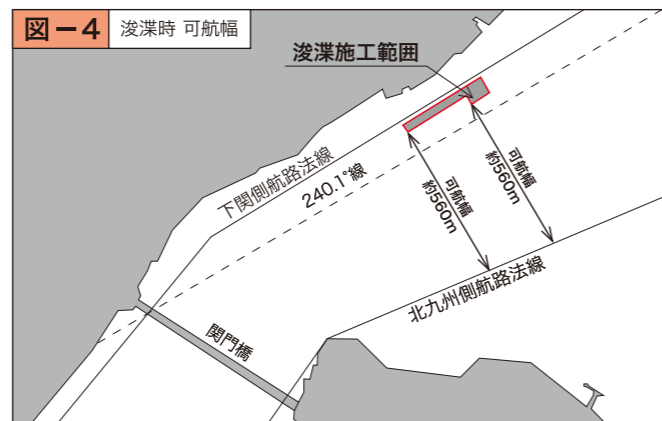 図－4
浚渫時 可航幅
浚渫施工範囲
下関側航路法線
240.1°線
可航幅
約560m
可航幅
約560m
北九州側航路法線
関門橋